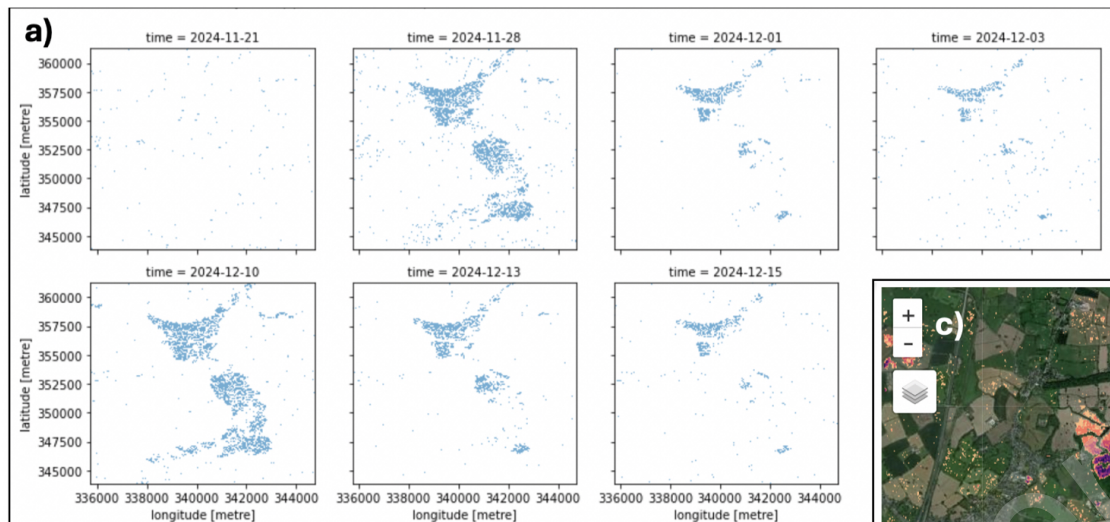 a)
time = 2024-11-21
time = 2024-11-28
time = 2024-12-01
time = 2024-12-03
360000
357500
355000
352500
350000
347500
345000
latitude [metre]
time = 2024-12-10
time = 2024-12-13
time = 2024-12-15
360000
357500
355000
352500
350000
347500
345000
latitude [metre]
336000 338000 340000 342000 344000
336000 338000 340000 342000 344000
336000 338000 340000 342000 344000
longitude [metre]
longitude [metre]
longitude [metre]
+
−
c)